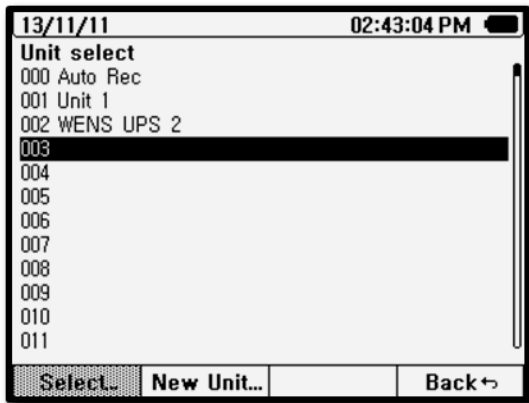 13/11/11 02:43:04 PM
Unit select
000 Auto Rec
001 Unit 1
002 WENS UPS 2
003
004
005
006
007
008
009
010
011
Select... New Unit... Back